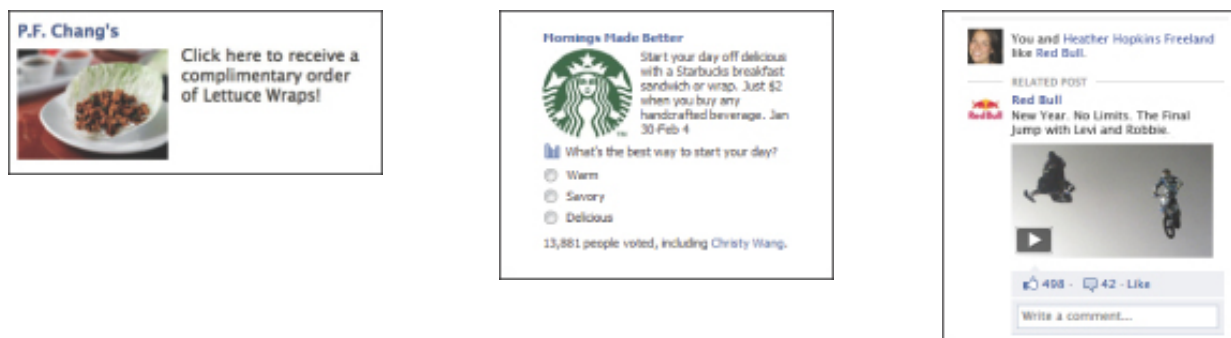 P.F. Chang's
Click here to receive a
complimentary order
of Lettuce Wraps!
Mornings Made Better
Start your day off delicious
with a Starbucks breakfast
sandwich or wrap. Just $2
when you buy any
handcrafted beverage. Jan
30-Feb 4
What's the best way to start your day?
Warm
Savory
Delicious
13,881 people voted, including Christy Wang.
You and Heather Hopkins Freeland
like Red Bull.
RELATED POST
Red Bull
RedBull
New Year. No Limits. The Final
Jump with Levi and Robbie.
498 · 42 · Like
Write a comment...